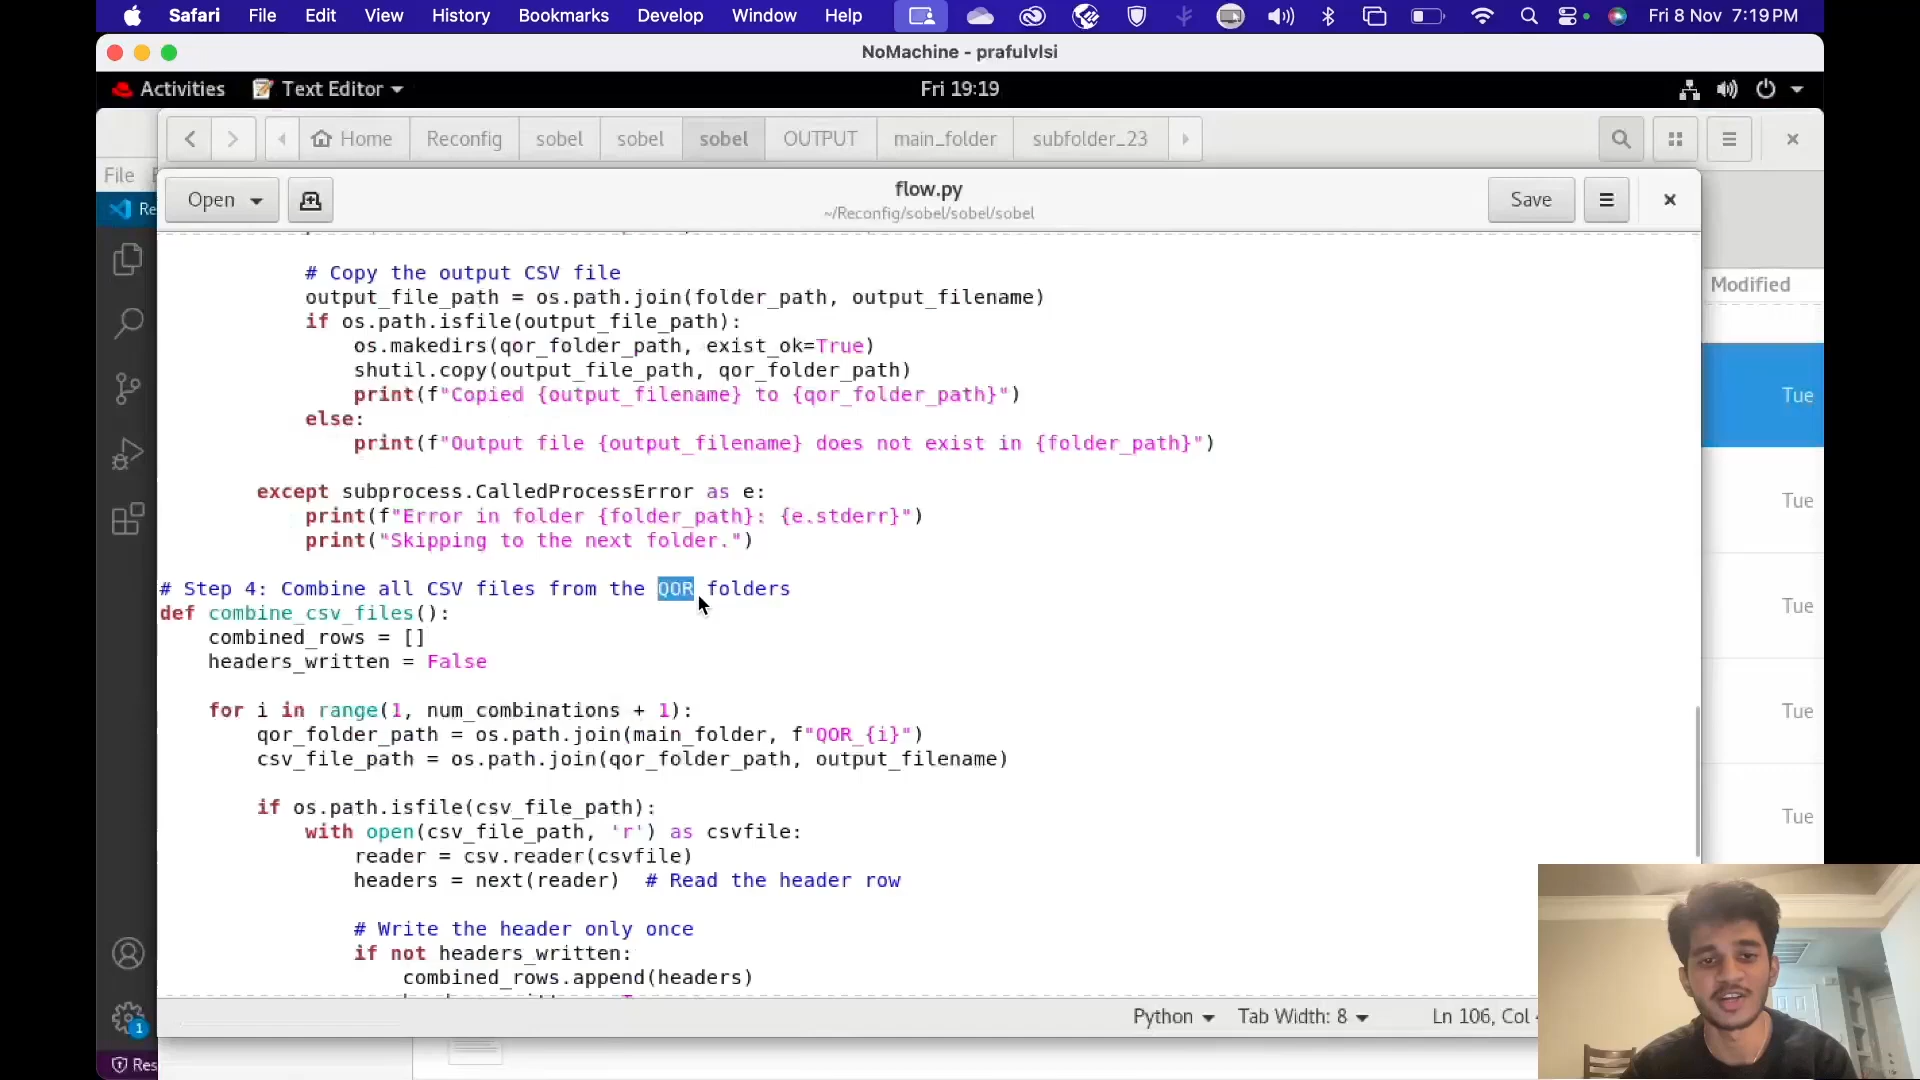 Safari File Edit View History Bookmarks Develop Window Help Fri 8 Nov 7:19 PM
NoMachine - prafulvlsi
Activities Text Editor Fri 19:19
Home Reconfig sobel sobel sobel OUTPUT main_folder subfolder_23
File
Open flow.py Save
~/Reconfig/sobel/sobel/sobel
Re
# Copy the output CSV file
output_file_path = os.path.join(folder_path, output_filename)
if os.path.isfile(output_file_path):
os.makedirs(qor_folder_path, exist_ok=True)
shutil.copy(output_file_path, qor_folder_path)
print(f"Copied {output_filename} to {qor_folder_path}")
else:
print(f"Output file {output_filename} does not exist in {folder_path}")
except subprocess.CalledProcessError as e:
print(f"Error in folder {folder_path}: {e.stderr}")
print("Skipping to the next folder.")
# Step 4: Combine all CSV files from the QOR folders
def combine_csv_files():
combined_rows = []
headers_written = False
for i in range(1, num_combinations + 1):
qor_folder_path = os.path.join(main_folder, f"QOR_{i}")
csv_file_path = os.path.join(qor_folder_path, output_filename)
if os.path.isfile(csv_file_path):
with open(csv_file_path, 'r') as csvfile:
reader = csv.reader(csvfile)
headers = next(reader) # Read the header row
# Write the header only once
if not headers_written:
combined_rows.append(headers)
Python Tab Width: 8 Ln 106, Col
Modified
Tue
Tue
Tue
Tue
Tue
1
Res